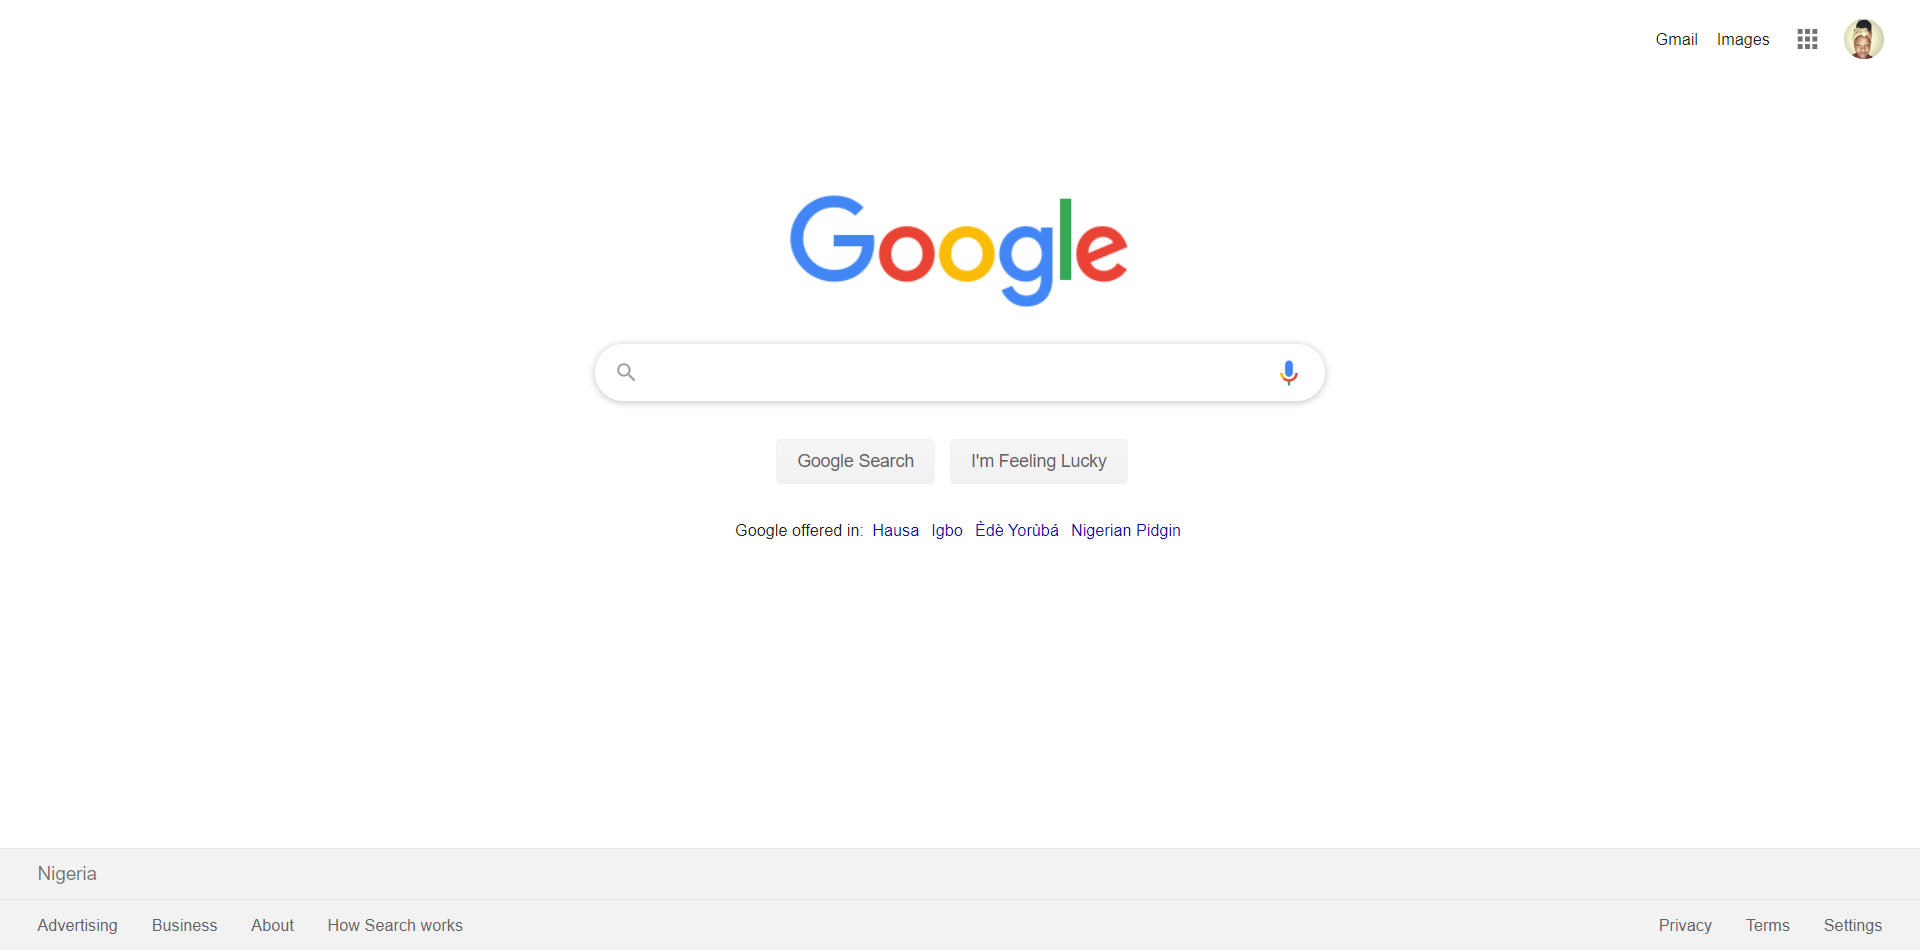 Gmail Images
Google
Google Search I'm Feeling Lucky
Google offered in: Hausa Igbo Èdè Yorùbá Nigerian Pidgin
Nigeria
Advertising Business About How Search works Privacy Terms Settings